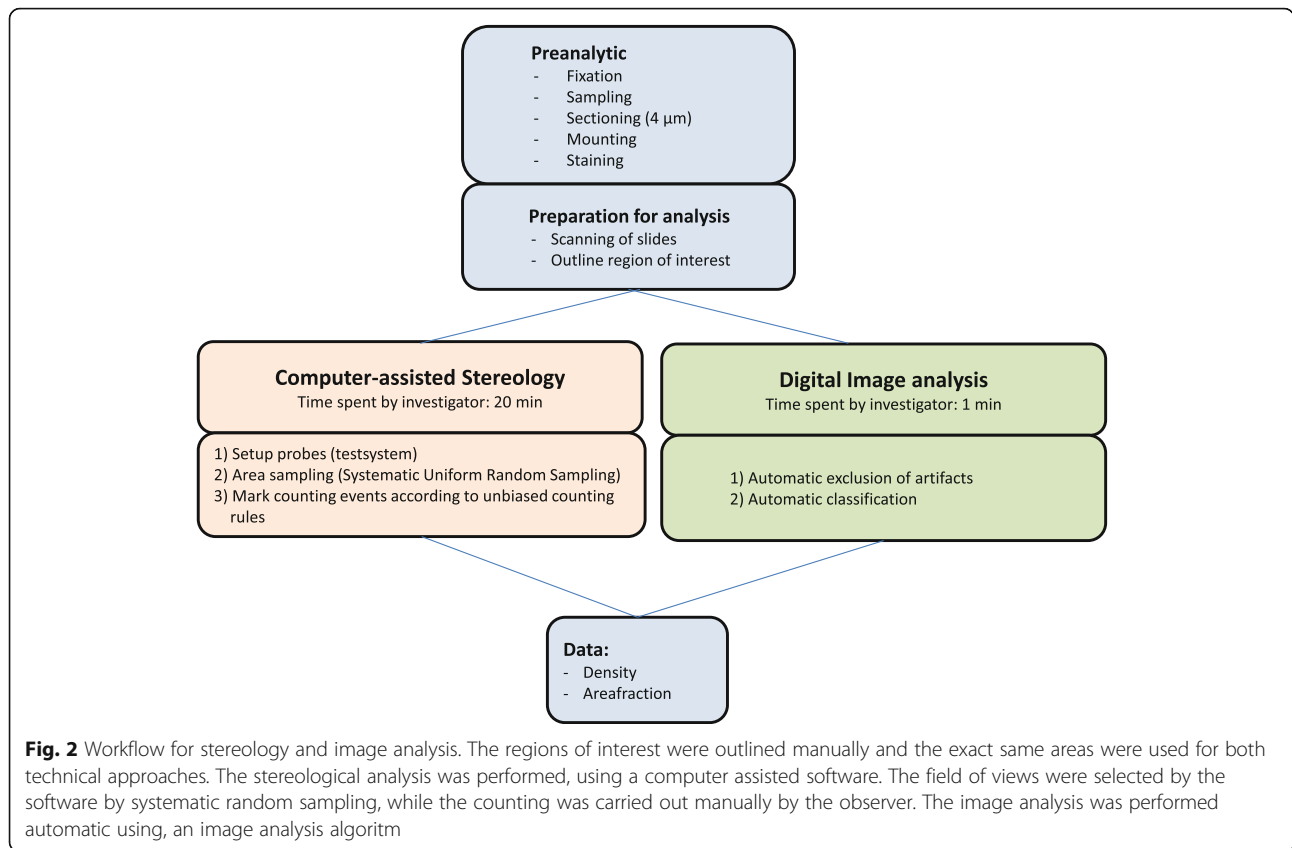 Preanalytic
- Fixation
- Sampling
- Sectioning (4 µm)
- Mounting
- Staining
Preparation for analysis
- Scanning of slides
- Outline region of interest
Computer-assisted Stereology
Time spent by investigator: 20 min
1) Setup probes (testsystem)
2) Area sampling (Systematic Uniform Random Sampling)
3) Mark counting events according to unbiased counting
rules
Digital Image analysis
Time spent by investigator: 1 min
1) Automatic exclusion of artifacts
2) Automatic classification
Data:
- Density
- Areafraction
Fig. 2 Workflow for stereology and image analysis. The regions of interest were outlined manually and the exact same areas were used for both
technical approaches. The stereological analysis was performed, using a computer assisted software. The field of views were selected by the
software by systematic random sampling, while the counting was carried out manually by the observer. The image analysis was performed
automatic using, an image analysis algoritm